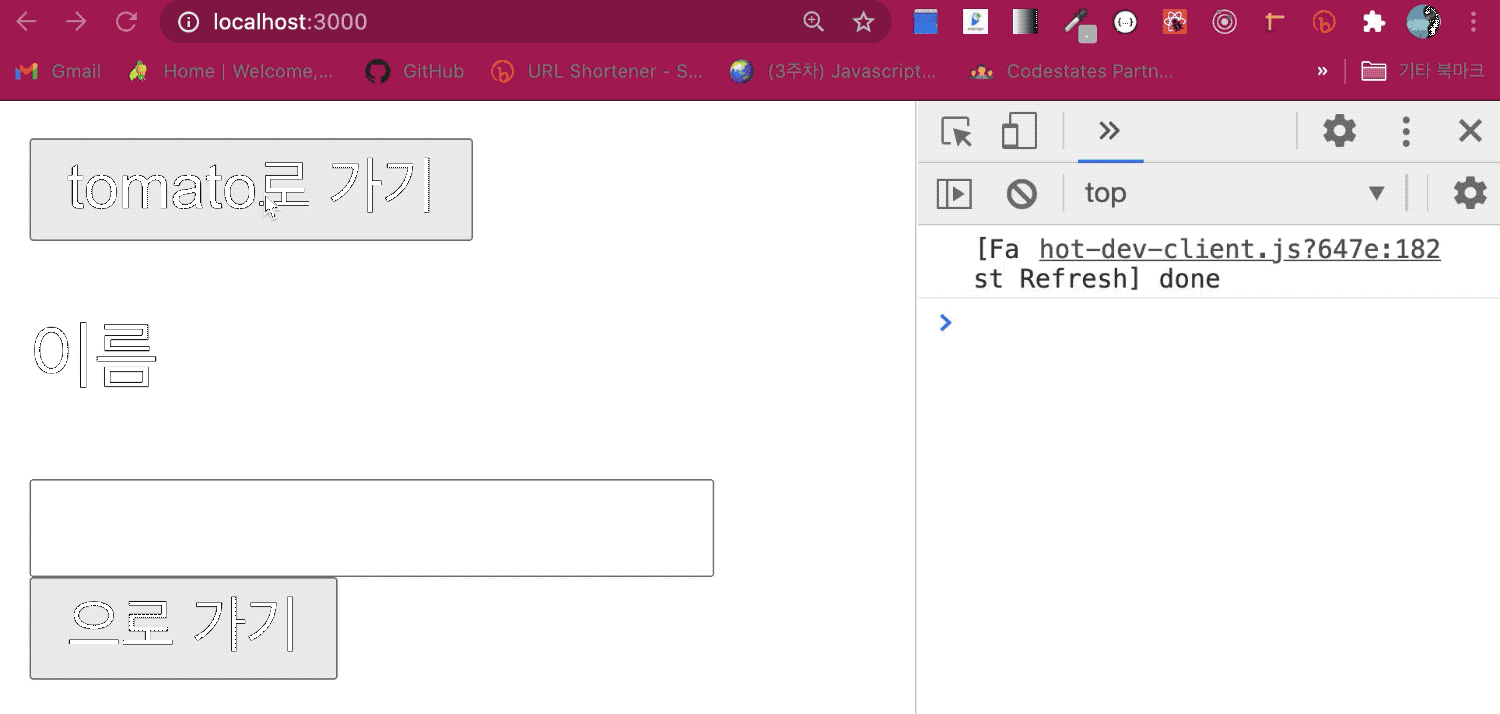 localhost:3000
Gmail
Home | Welcome,...
GitHub
URL Shortener - S...
(3주차) Javascript...
Codestates Partn...
»
기타 북마크
tomato로 가기
이름
으로 가기
top
[Fa hot-dev-client.js?647e:182
st Refresh] done